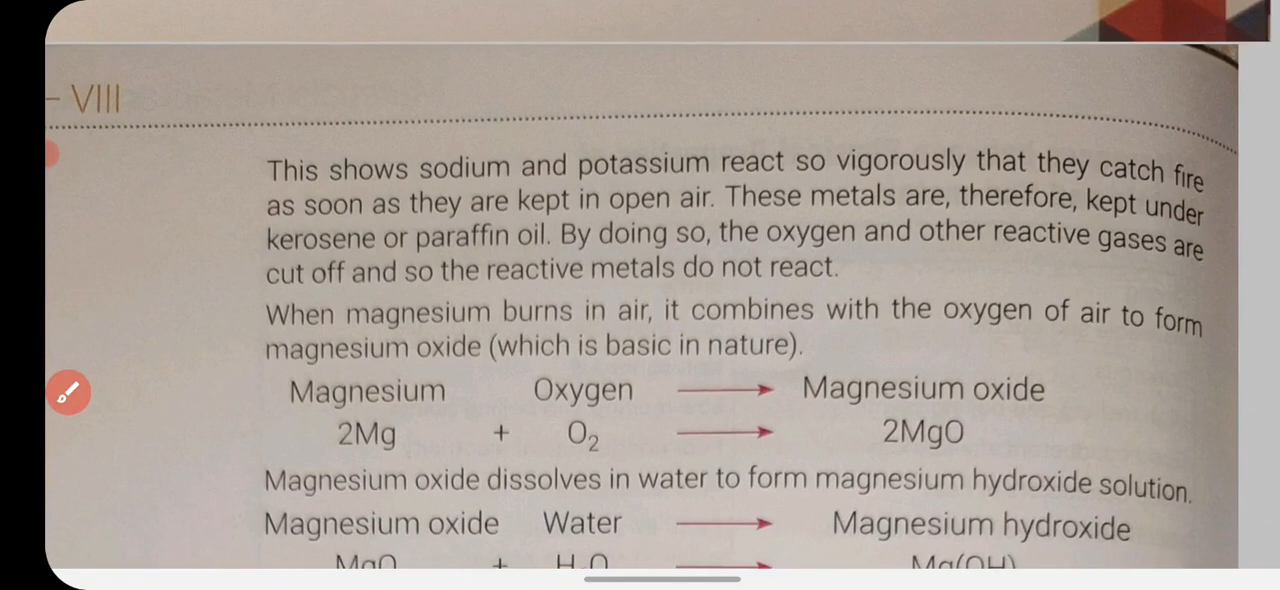 – VIII
This shows sodium and potassium react so vigorously that they catch fire
as soon as they are kept in open air. These metals are, therefore, kept under
kerosene or paraffin oil. By doing so, the oxygen and other reactive gases are
cut off and so the reactive metals do not react.
When magnesium burns in air, it combines with the oxygen of air to form
magnesium oxide (which is basic in nature).
Magnesium Oxygen ⟶ Magnesium oxide
2Mg + O₂ ⟶ 2MgO
Magnesium oxide dissolves in water to form magnesium hydroxide solution.
Magnesium oxide Water ⟶ Magnesium hydroxide
MgO + H₂O ⟶ Mg(OH)